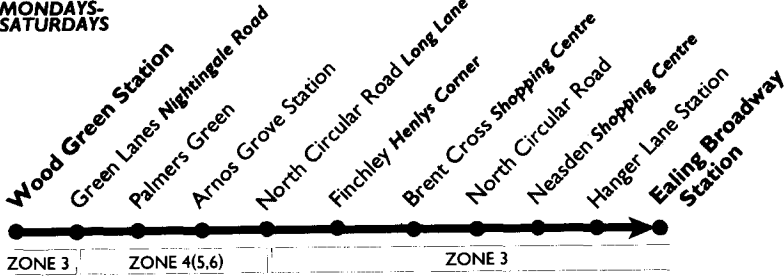 MONDAYS-
SATURDAYS
Wood Green Station
Green Lanes Nightingale Road
Palmers Green
Arnos Grove Station
North Circular Road Long Lane
Finchley Henlys Corner
Brent Cross Shopping Centre
North Circular Road
Neasden Shopping Centre
Hanger Lane Station
Ealing Broadway
Station
ZONE 3
ZONE 4(5,6)
ZONE 3